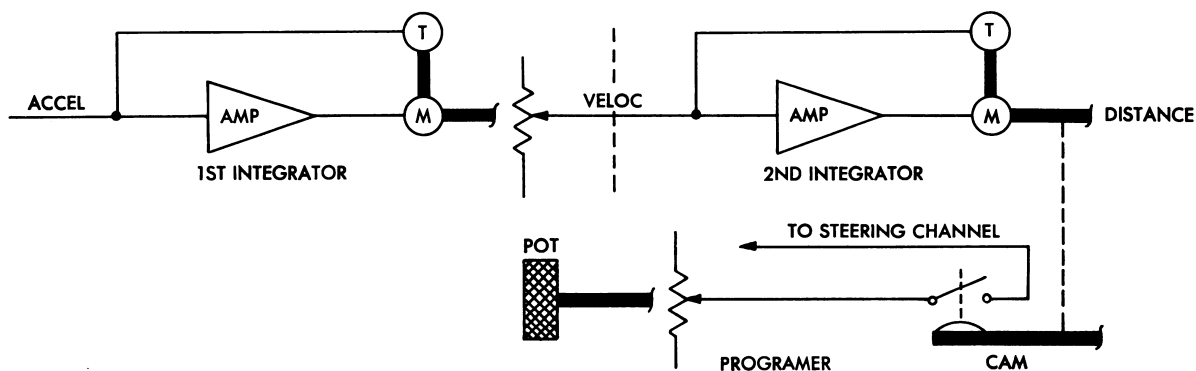 T
T
ACCEL
AMP
M
VELOC
AMP
M
DISTANCE
1ST INTEGRATOR
2ND INTEGRATOR
TO STEERING CHANNEL
POT
PROGRAMER
CAM